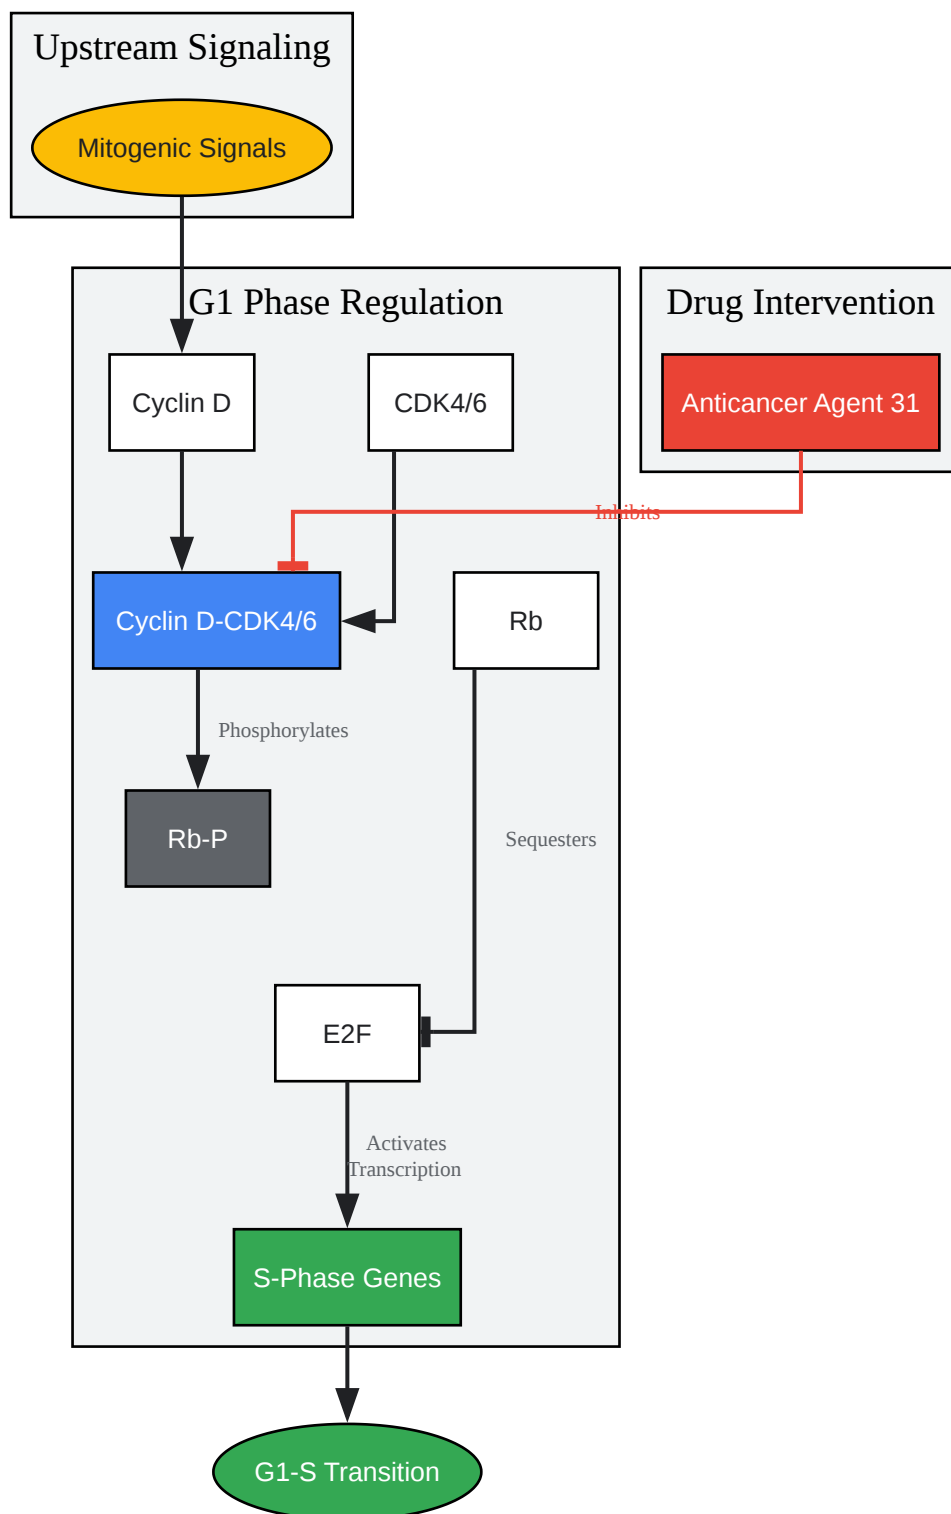 Upstream Signaling
Mitogenic Signals
G1 Phase Regulation
Drug Intervention
Cyclin D
CDK4/6
Anticancer Agent 31
Inhibits
Cyclin D-CDK4/6
Rb
Phosphorylates
Rb-P
Sequesters
E2F
Activates
Transcription
S-Phase Genes
G1-S Transition